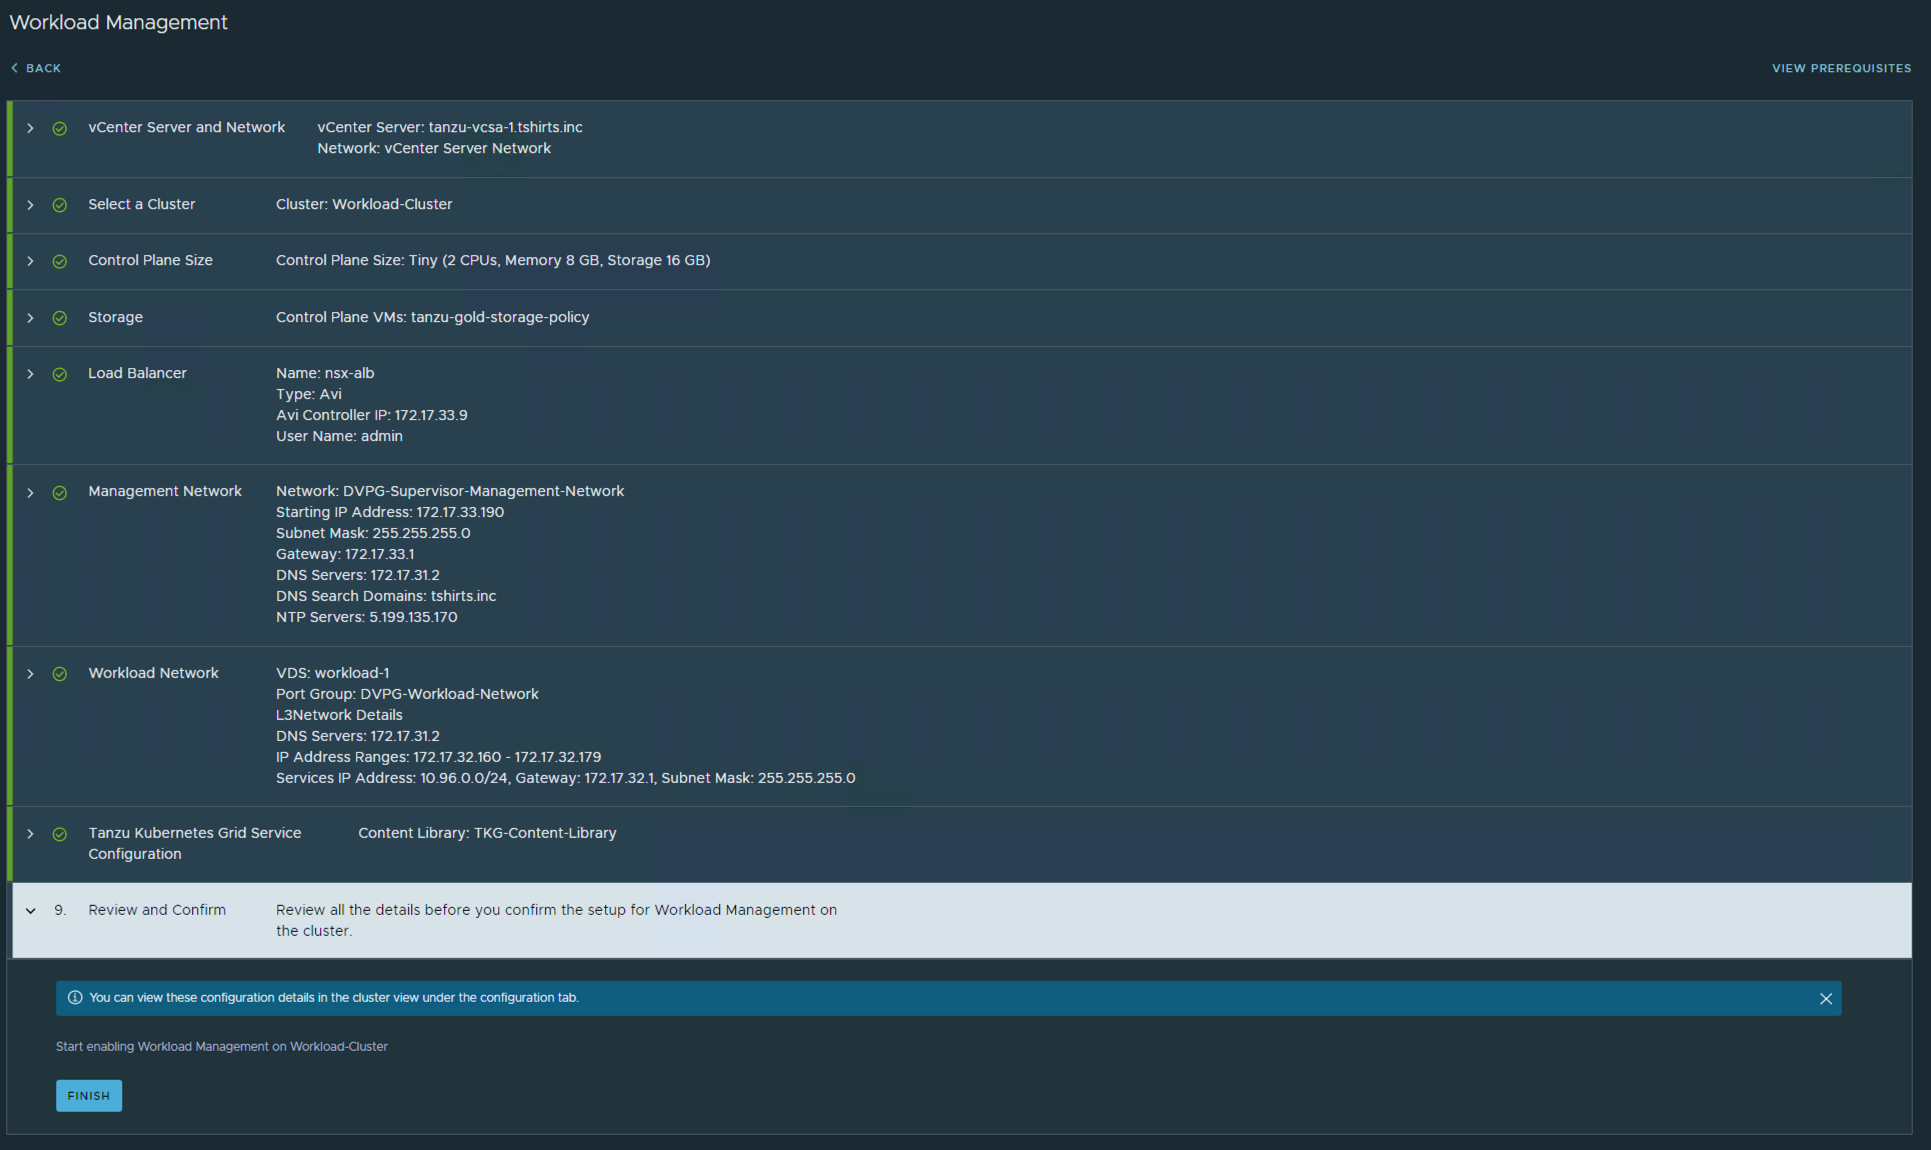 Workload Management
BACK
VIEW PREREQUISITES
vCenter Server and Network
vCenter Server: tanzu-vcsa-1.tshirts.inc
Network: vCenter Server Network
Select a Cluster
Cluster: Workload-Cluster
Control Plane Size
Control Plane Size: Tiny (2 CPUs, Memory 8 GB, Storage 16 GB)
Storage
Control Plane VMs: tanzu-gold-storage-policy
Load Balancer
Name: nsx-alb
Type: Avi
Avi Controller IP: 172.17.33.9
User Name: admin
Management Network
Network: DVPG-Supervisor-Management-Network
Starting IP Address: 172.17.33.190
Subnet Mask: 255.255.255.0
Gateway: 172.17.33.1
DNS Servers: 172.17.31.2
DNS Search Domains: tshirts.inc
NTP Servers: 5.199.135.170
Workload Network
VDS: workload-1
Port Group: DVPG-Workload-Network
L3Network Details
DNS Servers: 172.17.31.2
IP Address Ranges: 172.17.32.160 - 172.17.32.179
Services IP Address: 10.96.0.0/24, Gateway: 172.17.32.1, Subnet Mask: 255.255.255.0
Tanzu Kubernetes Grid Service
Configuration
Content Library: TKG-Content-Library
9.
Review and Confirm
Review all the details before you confirm the setup for Workload Management on
the cluster.
You can view these configuration details in the cluster view under the configuration tab.
Start enabling Workload Management on Workload-Cluster
FINISH